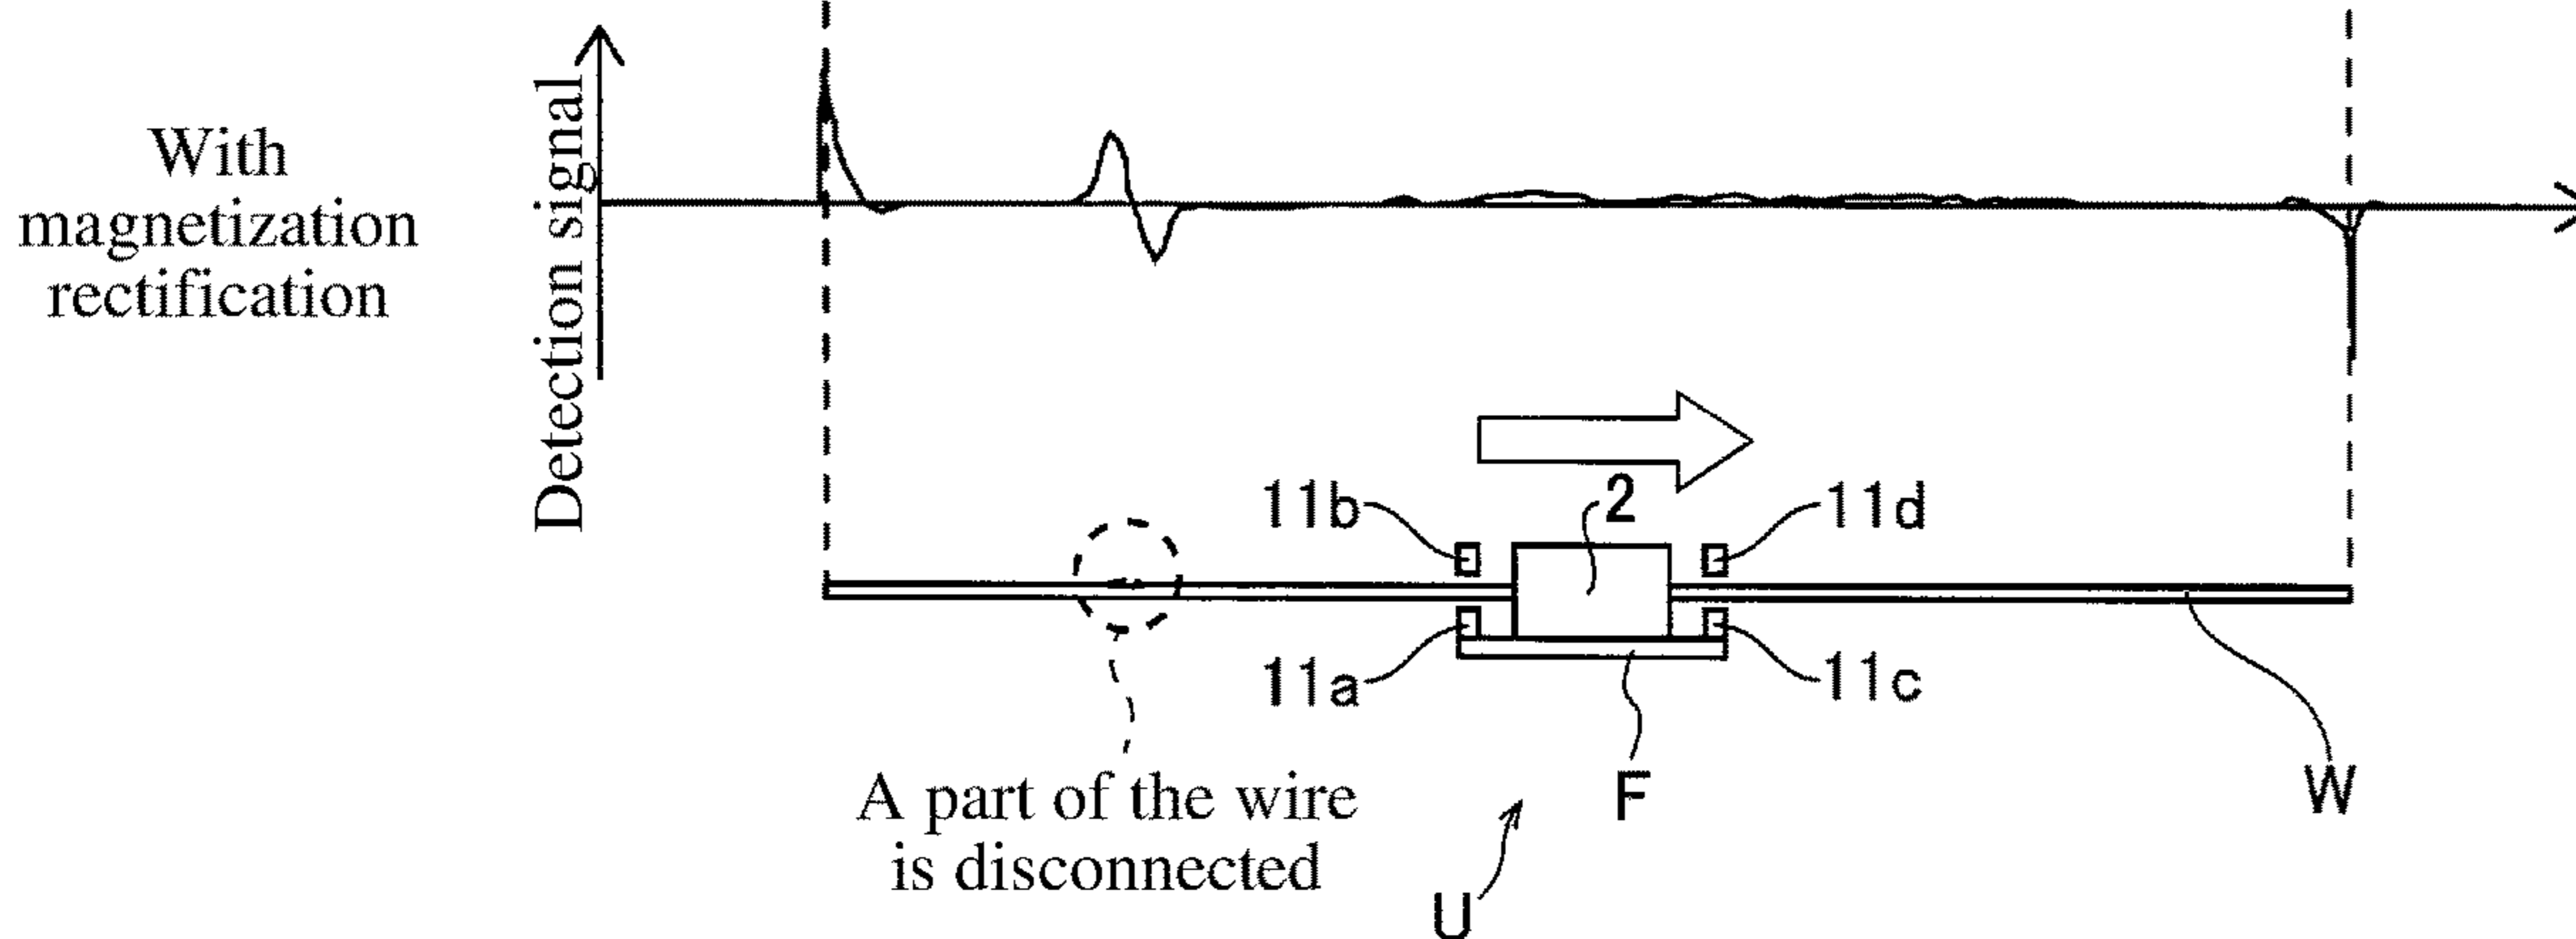 With
magnetization
rectification
Detection signal
11b
2
11d
11a
11c
F
W
A part of the wire
is disconnected
U